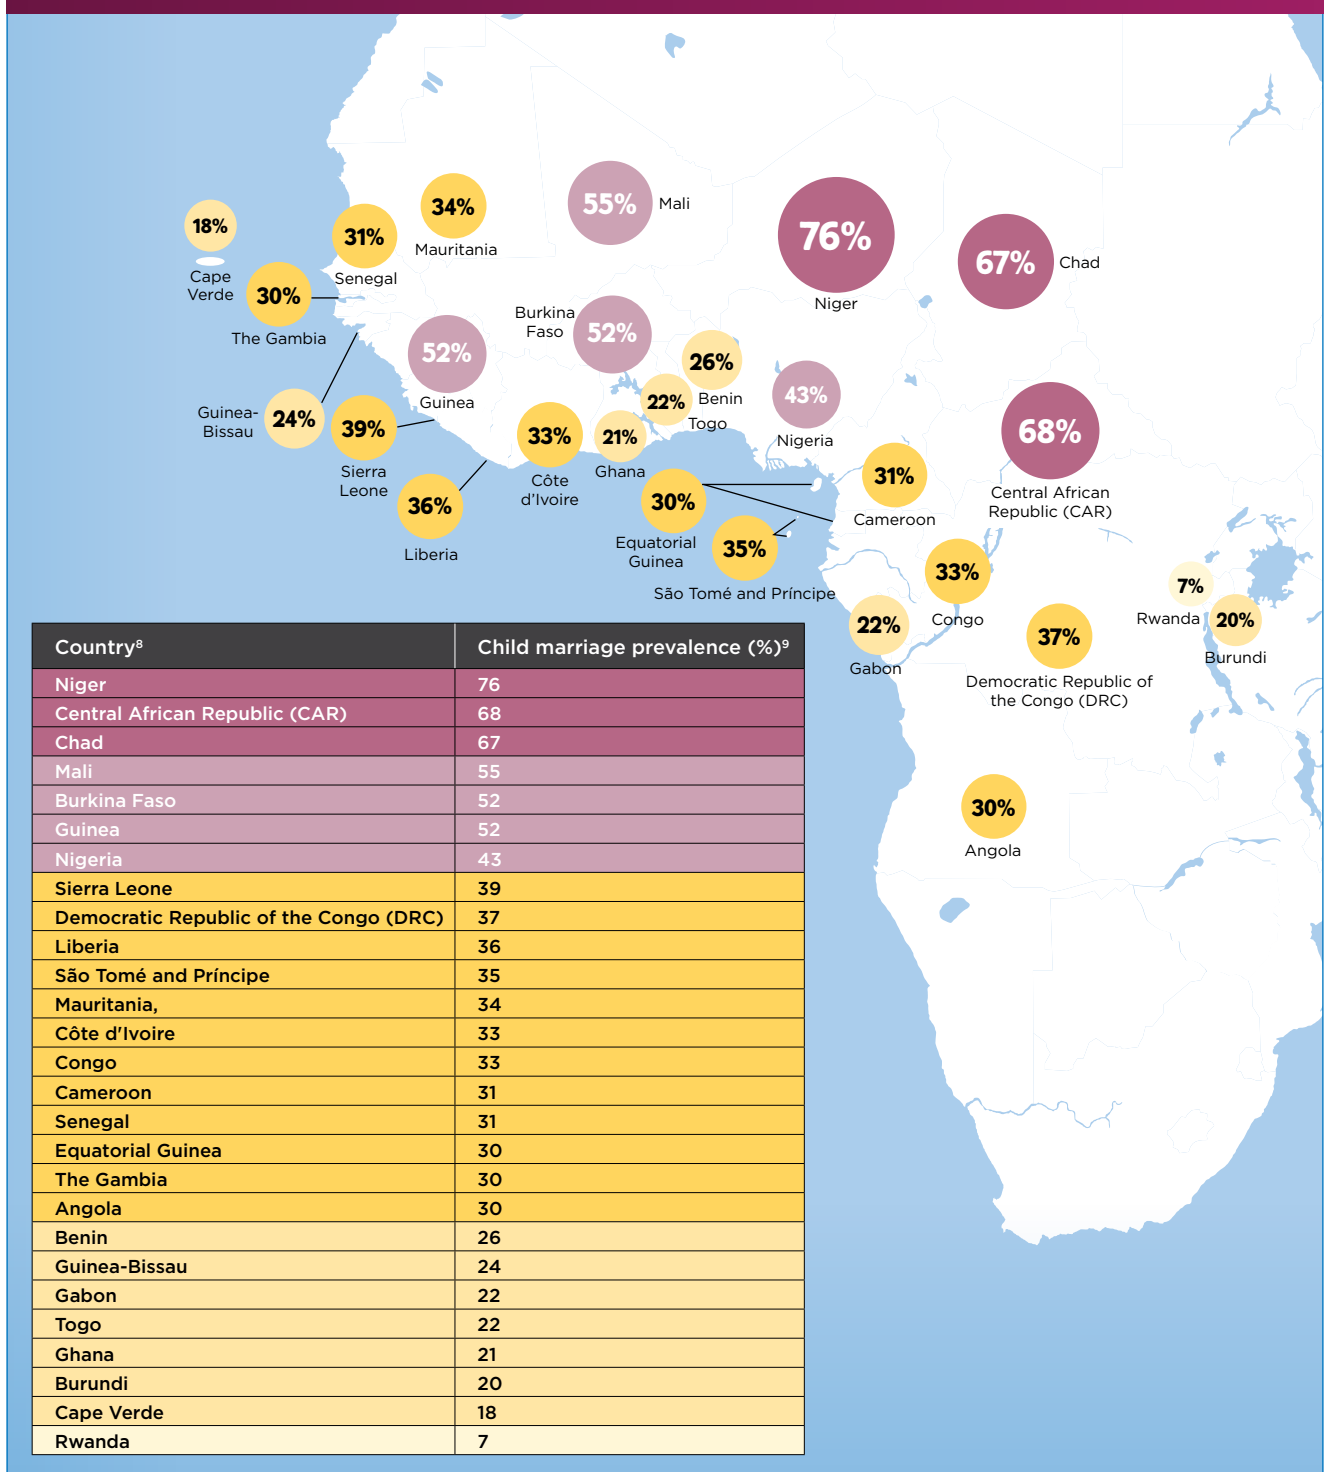 55%
Mali
34%
Mauritania
76%
Niger
67%
Chad
18%
Cape
Verde
31%
Senegal
30%
The Gambia
Burkina
Faso
52%
52%
Guinea
26%
Benin
22%
Togo
43%
Nigeria
Guinea-
Bissau
24%
39%
Sierra
Leone
33%
Côte
d'Ivoire
21%
Ghana
68%
Central African
Republic (CAR)
36%
Liberia
30%
Equatorial
Guinea
31%
Cameroon
35%
São Tomé and Príncipe
33%
Congo
7%
Rwanda
20%
Burundi
22%
Gabon
37%
Democratic Republic of
the Congo (DRC)
30%
Angola
Country⁸ Child marriage prevalence (%)⁹
Niger 76
Central African Republic (CAR) 68
Chad 67
Mali 55
Burkina Faso 52
Guinea 52
Nigeria 43
Sierra Leone 39
Democratic Republic of the Congo (DRC) 37
Liberia 36
São Tomé and Príncipe 35
Mauritania, 34
Côte d'Ivoire 33
Congo 33
Cameroon 31
Senegal 31
Equatorial Guinea 30
The Gambia 30
Angola 30
Benin 26
Guinea-Bissau 24
Gabon 22
Togo 22
Ghana 21
Burundi 20
Cape Verde 18
Rwanda 7